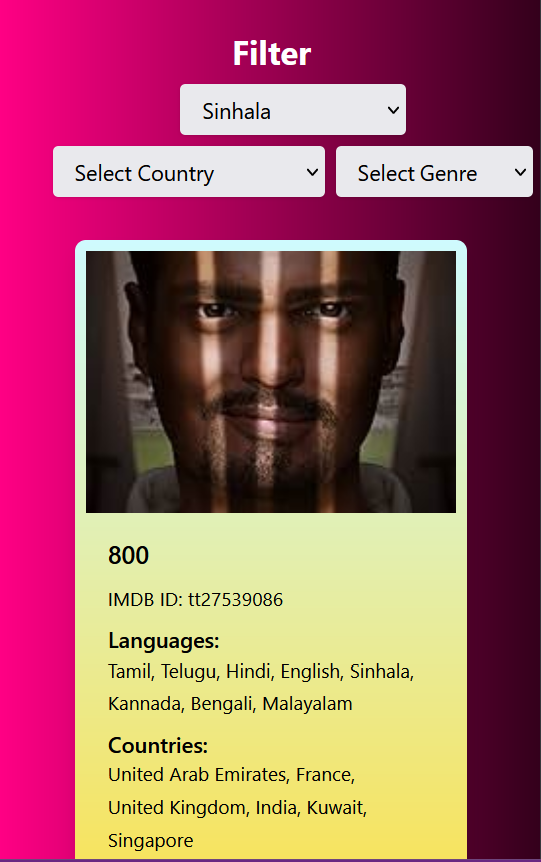 Filter
Sinhala
Select Country
Select Genre
800
IMDB ID: tt27539086
Languages:
Tamil, Telugu, Hindi, English, Sinhala,
Kannada, Bengali, Malayalam
Countries:
United Arab Emirates, France,
United Kingdom, India, Kuwait,
Singapore